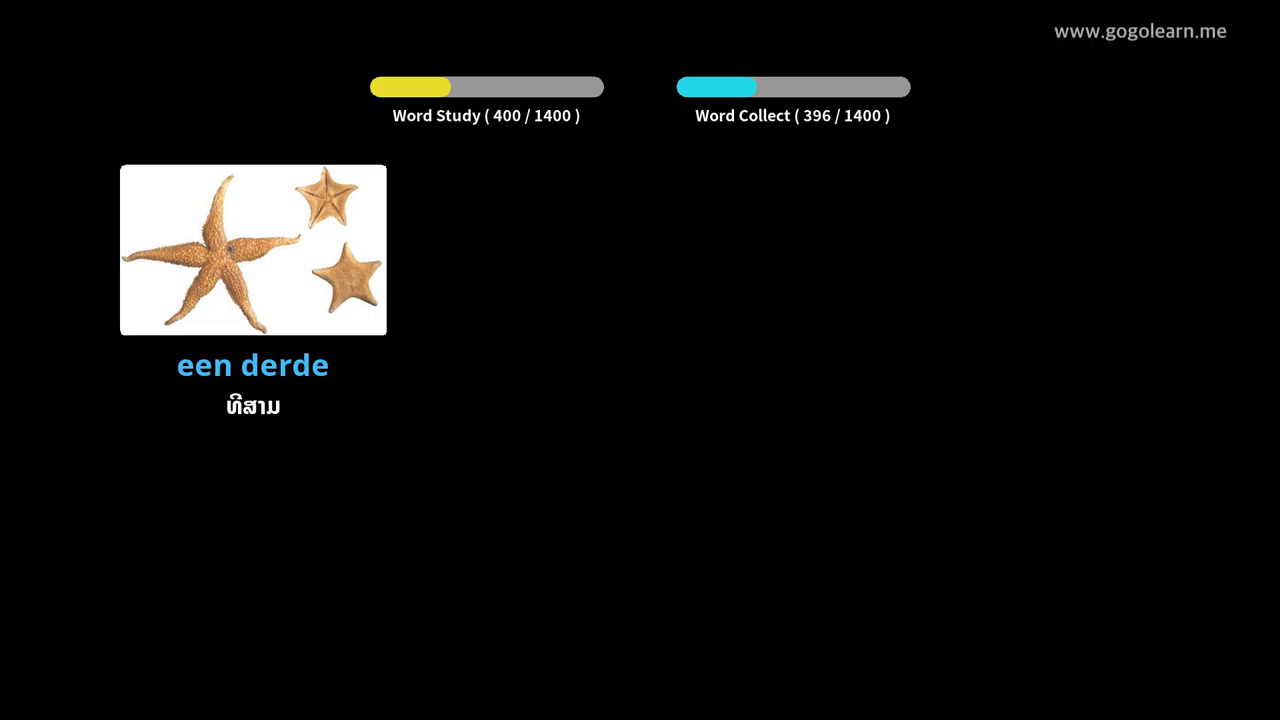 www.gogolearn.me
Word Study ( 400 / 1400 )
Word Collect ( 396 / 1400 )
een derde
ທີສາມ